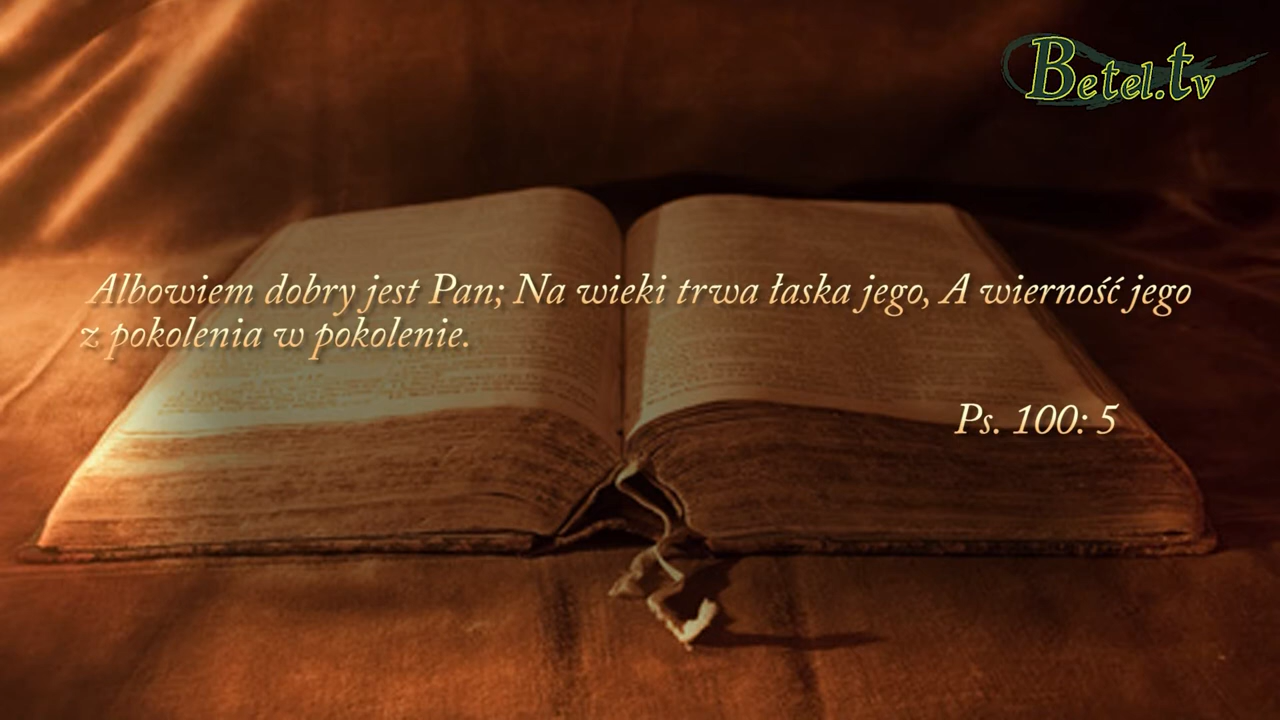 Betel.tv
Albowiem dobry jest Pan; Na wieki trwa łaska jego, A wierność jego
z pokolenia w pokolenie.
Ps. 100: 5